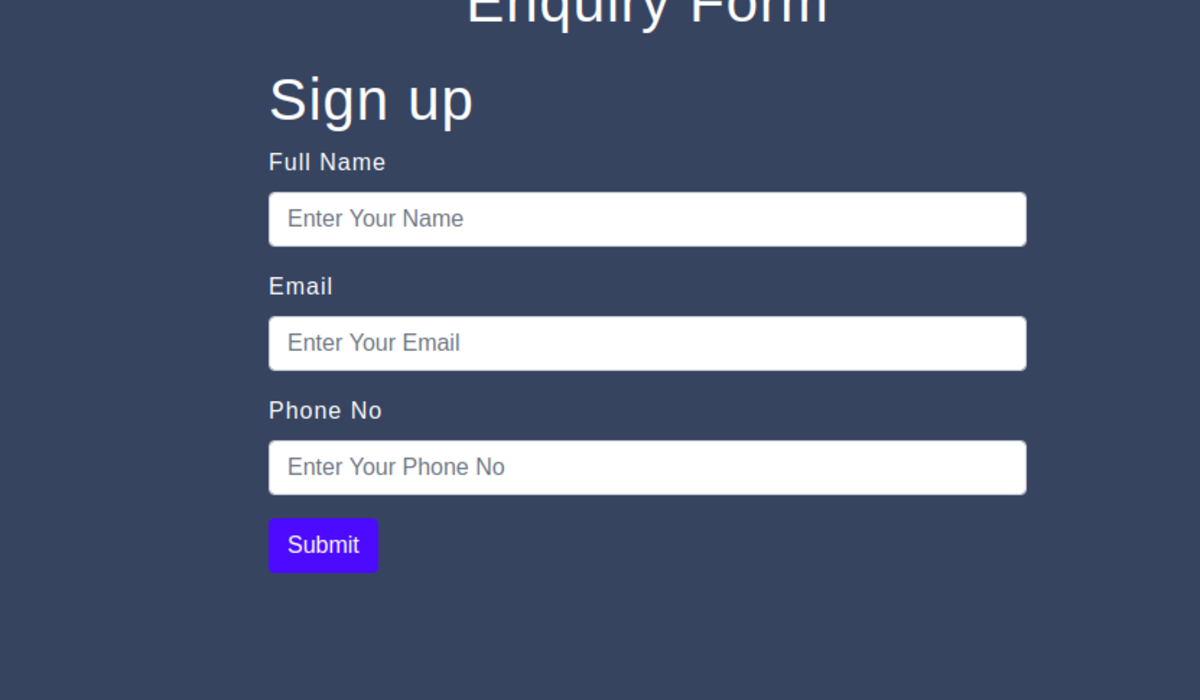 Enquiry Form
Sign up
Full Name
Enter Your Name
Email
Enter Your Email
Phone No
Enter Your Phone No
Submit